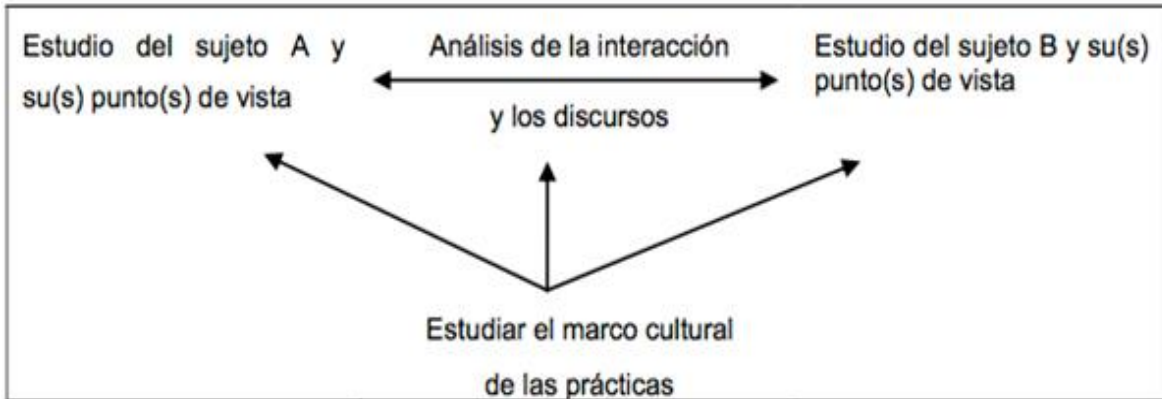 Estudio del sujeto A y
su(s) punto(s) de vista
Análisis de la interacción
y los discursos
Estudio del sujeto B y su(s)
punto(s) de vista
Estudiar el marco cultural
de las prácticas